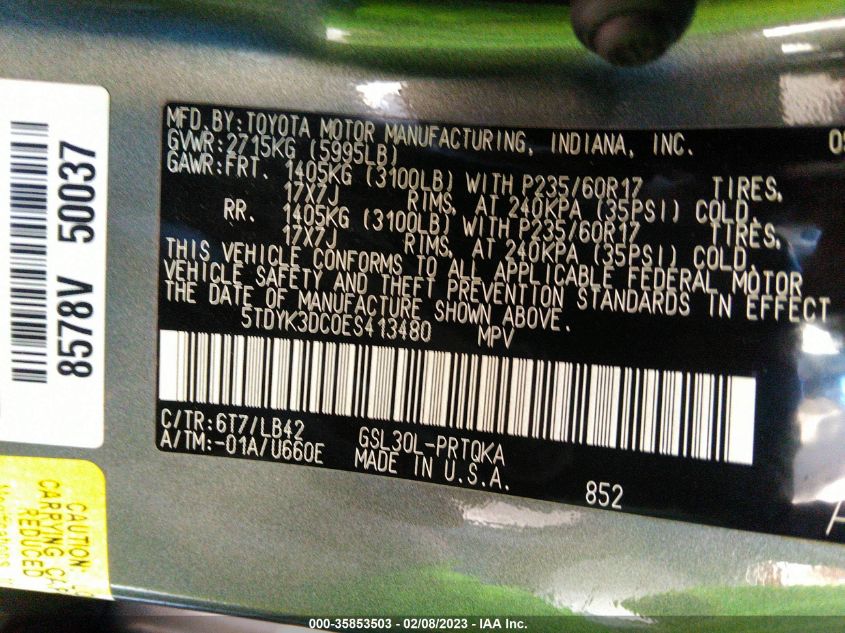 MFD. BY: TOYOTA MOTOR MANUFACTURING, INDIANA, INC.
GVWR: 2715KG (5995LB)
GAWR: FRT. 1405KG (3100LB) WITH P235/60R17 TIRES,
17X7J RIMS, AT 240KPA (35PSI) COLD.
RR. 1405KG (3100LB) WITH P235/60R17 TIRES,
17X7J RIMS, AT 240KPA (35PSI) COLD.
THIS VEHICLE CONFORMS TO ALL APPLICABLE FEDERAL MOTOR
VEHICLE SAFETY AND THEFT PREVENTION STANDARDS IN EFFECT
THE DATE OF MANUFACTURE SHOWN ABOVE.
5TDYK3DC0ES413480 MPV
C/TR: 6T7/LB42 GSL30L-PRTQKA
A/TM: -01A/U660E MADE IN U.S.A.
852
8578V 50037
CAUTION:
CARRYING CA
REDUCED
000-35853503 — 02/08/2023 — IAA Inc.